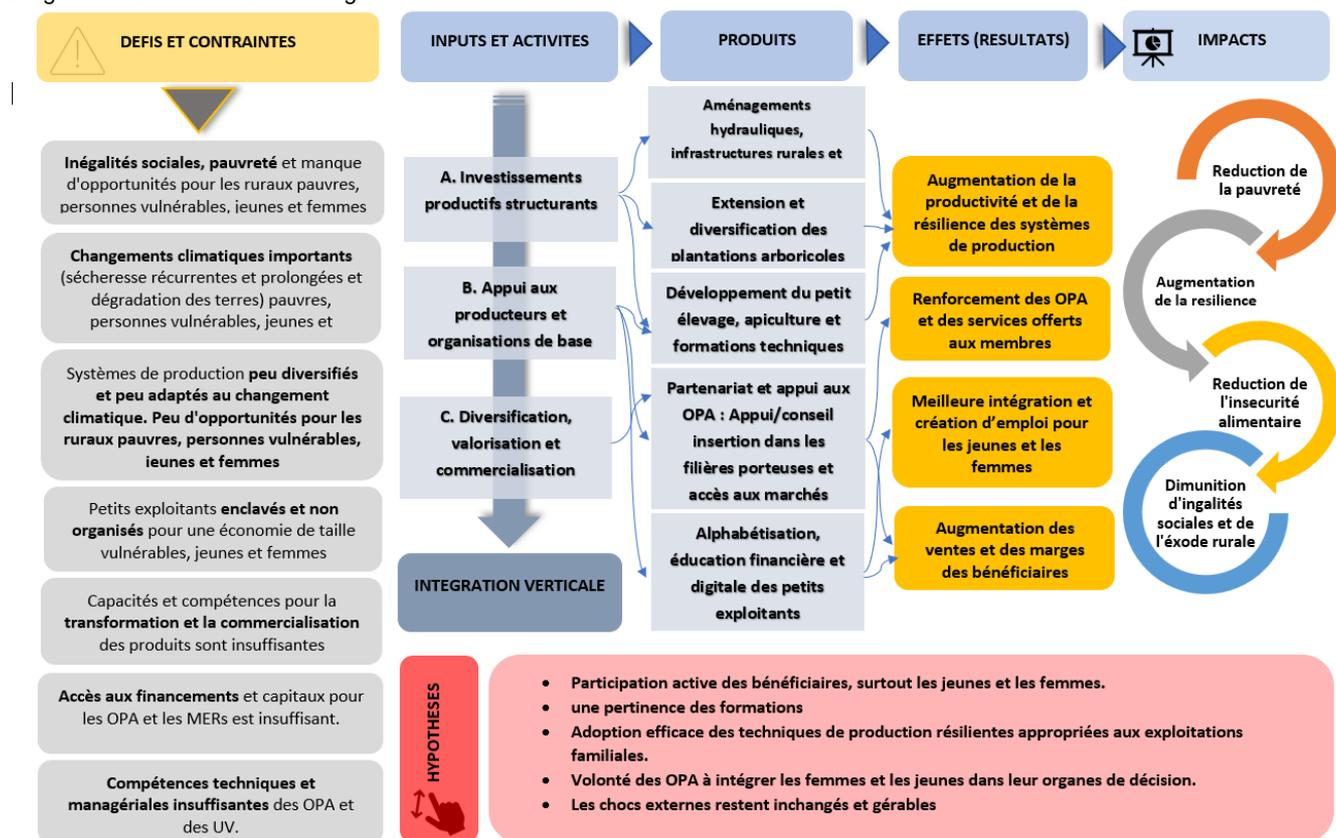 DEFIS ET CONTRAINTES
Inégalités sociales, pauvreté et manque
d'opportunités pour les ruraux pauvres,
personnes vulnérables, jeunes et femmes
Changements climatiques importants
(sécheresse récurrentes et prolongées et
dégradation des terres) pauvres,
personnes vulnérables, jeunes et
Systèmes de production peu diversifiés
et peu adaptés au changement
climatique. Peu d'opportunités pour les
ruraux pauvres, personnes vulnérables,
jeunes et femmes
Petits exploitants enclavés et non
organisés pour une économie de taille
vulnérables, jeunes et femmes
Capacités et compétences pour la
transformation et la commercialisation
des produits sont insuffisantes
Accès aux financements et capitaux pour
les OPA et les MERs est insuffisant.
Compétences techniques et
managériales insuffisantes des OPA et
des UV.
INPUTS ET ACTIVITES
A. Investissements
productifs structurants
B. Appui aux
producteurs et
organisations de base
C. Diversification,
valorisation et
commercialisation
INTEGRATION VERTICALE
PRODUITS
Aménagements
hydrauliques,
infrastructures rurales et
Extension et
diversification des
plantations arboricoles
Développement du petit
élevage, apiculture et
formations techniques
Partenariat et appui aux
OPA : Appui/conseil
insertion dans les
filières porteuses et
accès aux marchés
Alphabétisation,
éducation financière et
digitale des petits
exploitants
EFFETS (RESULTATS)
Augmentation de la
productivité et de la
résilience des systèmes
de production
Renforcement des OPA
et des services offerts
aux membres
Meilleure intégration et
création d’emploi pour
les jeunes et les
femmes
Augmentation des
ventes et des marges
des bénéficiaires
IMPACTS
Reduction de
la pauvreté
Augmentation
de la resilience
Reduction de
l'insecurité
alimentaire
Dimunition
d'ingalités
sociales et de
l'éxode rurale
HYPOTHESES
• Participation active des bénéficiaires, surtout les jeunes et les femmes.
• une pertinence des formations
• Adoption efficace des techniques de production résilientes appropriées aux exploitations
familiales.
• Volonté des OPA à intégrer les femmes et les jeunes dans leur organes de décision.
• Les chocs externes restent inchangés et gérables